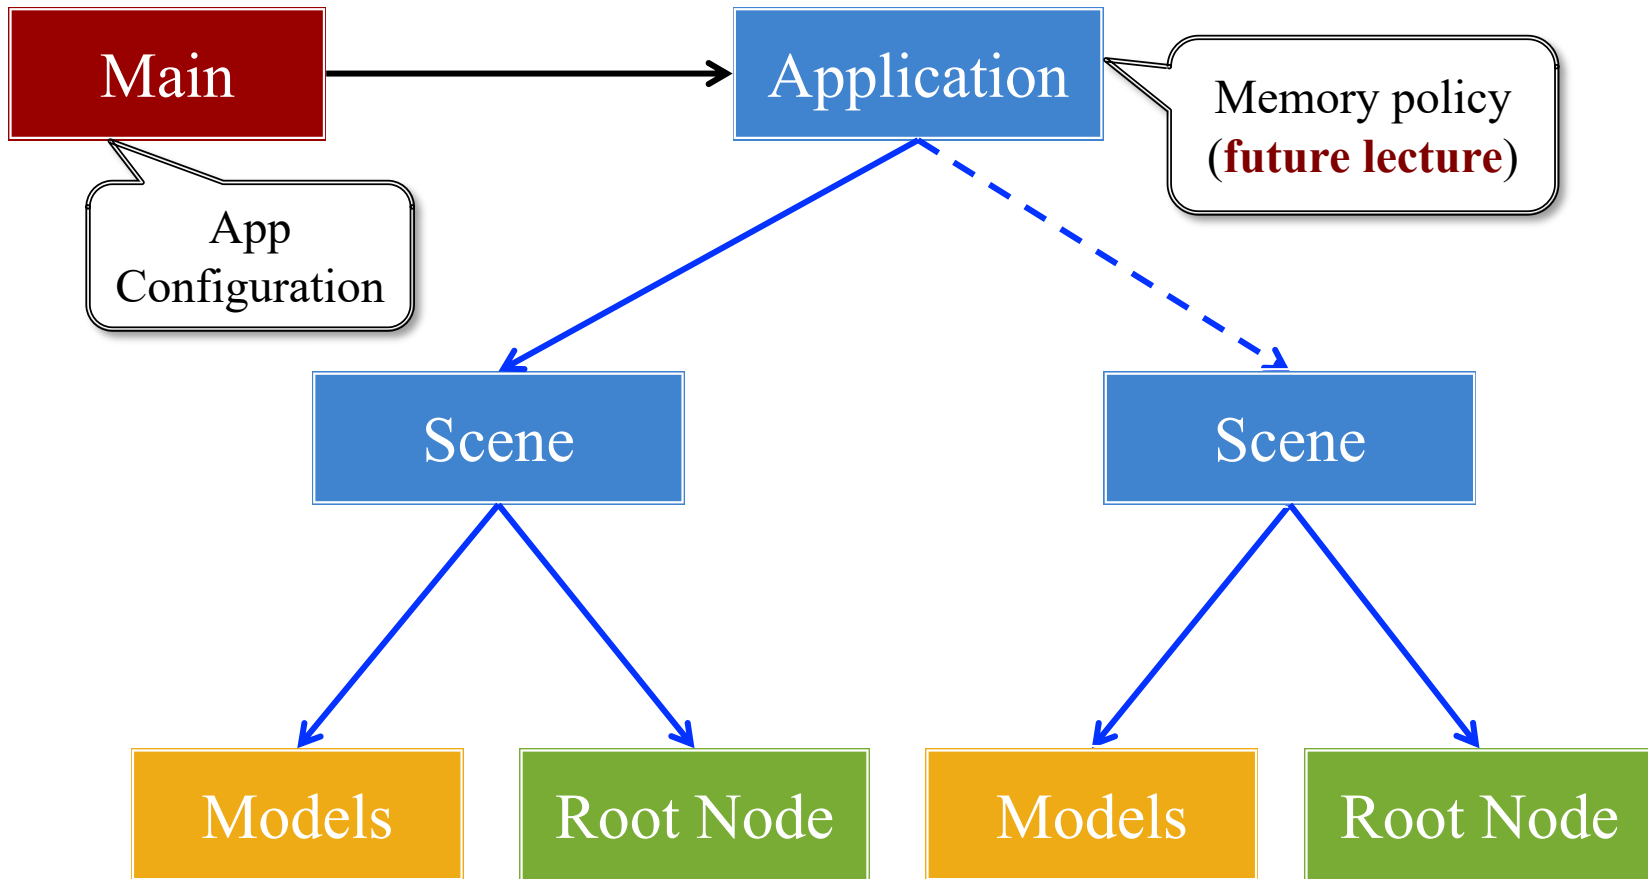 Main
Application
Memory policy
(future lecture)
App
Configuration
Scene
Scene
Models
Root Node
Models
Root Node